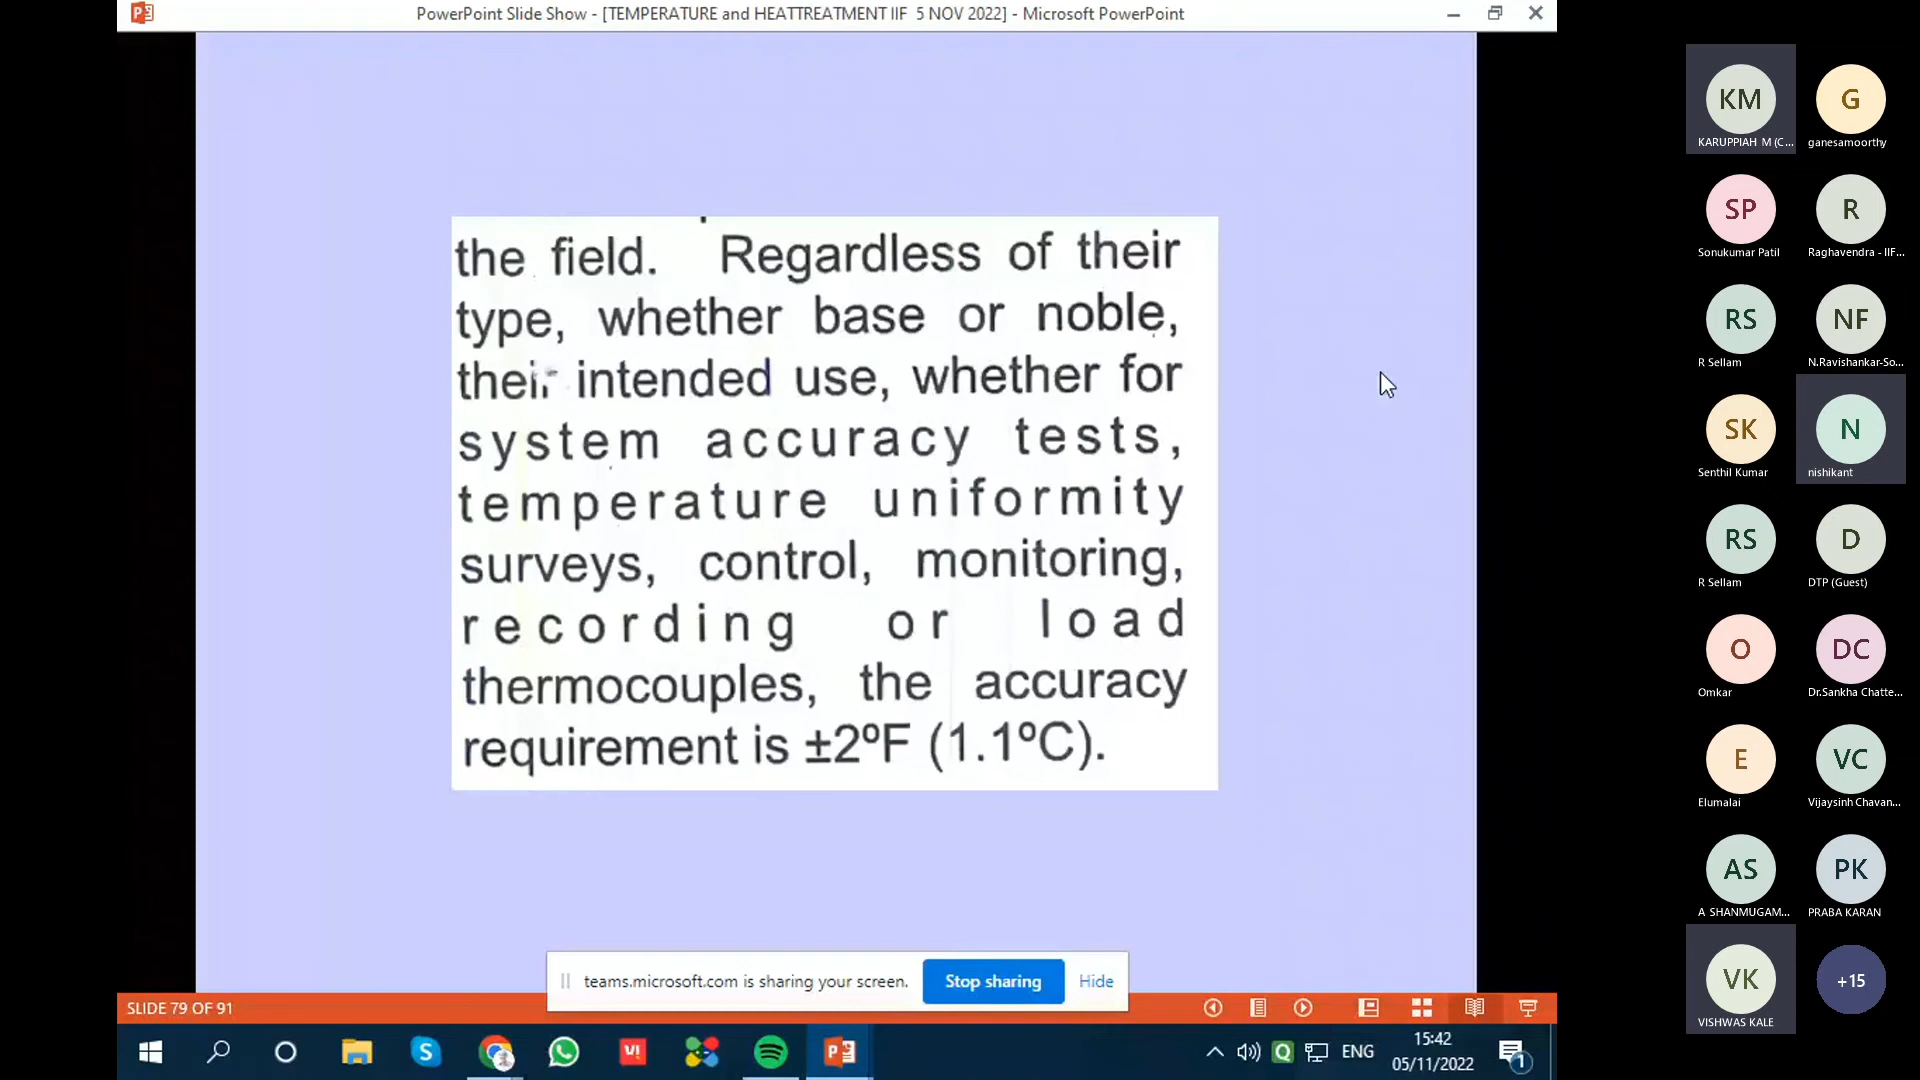 PowerPoint Slide Show - [TEMPERATURE and HEATTREATMENT IIF 5 NOV 2022] - Microsoft PowerPoint
the field. Regardless of their
type, whether base or noble,
their intended use, whether for
system accuracy tests,
temperature uniformity
surveys, control, monitoring,
recording or load
thermocouples, the accuracy
requirement is ±2ºF (1.1ºC).
teams.microsoft.com is sharing your screen. Stop sharing Hide
SLIDE 79 OF 91
ENG
15:42
05/11/2022
1
KM
KARUPPIAH M (C...
G
ganesamoorthy
SP
Sonukumar Patil
R
Raghavendra - IIF...
RS
R Sellam
NF
N.Ravishankar-So...
SK
Senthil Kumar
N
nishikant
RS
R Sellam
D
DTP (Guest)
O
Omkar
DC
Dr.Sankha Chatte...
E
Elumalai
VC
Vijaysinh Chavan...
AS
A SHANMUGAM...
PK
PRABA KARAN
VK
VISHWAS KALE
+15